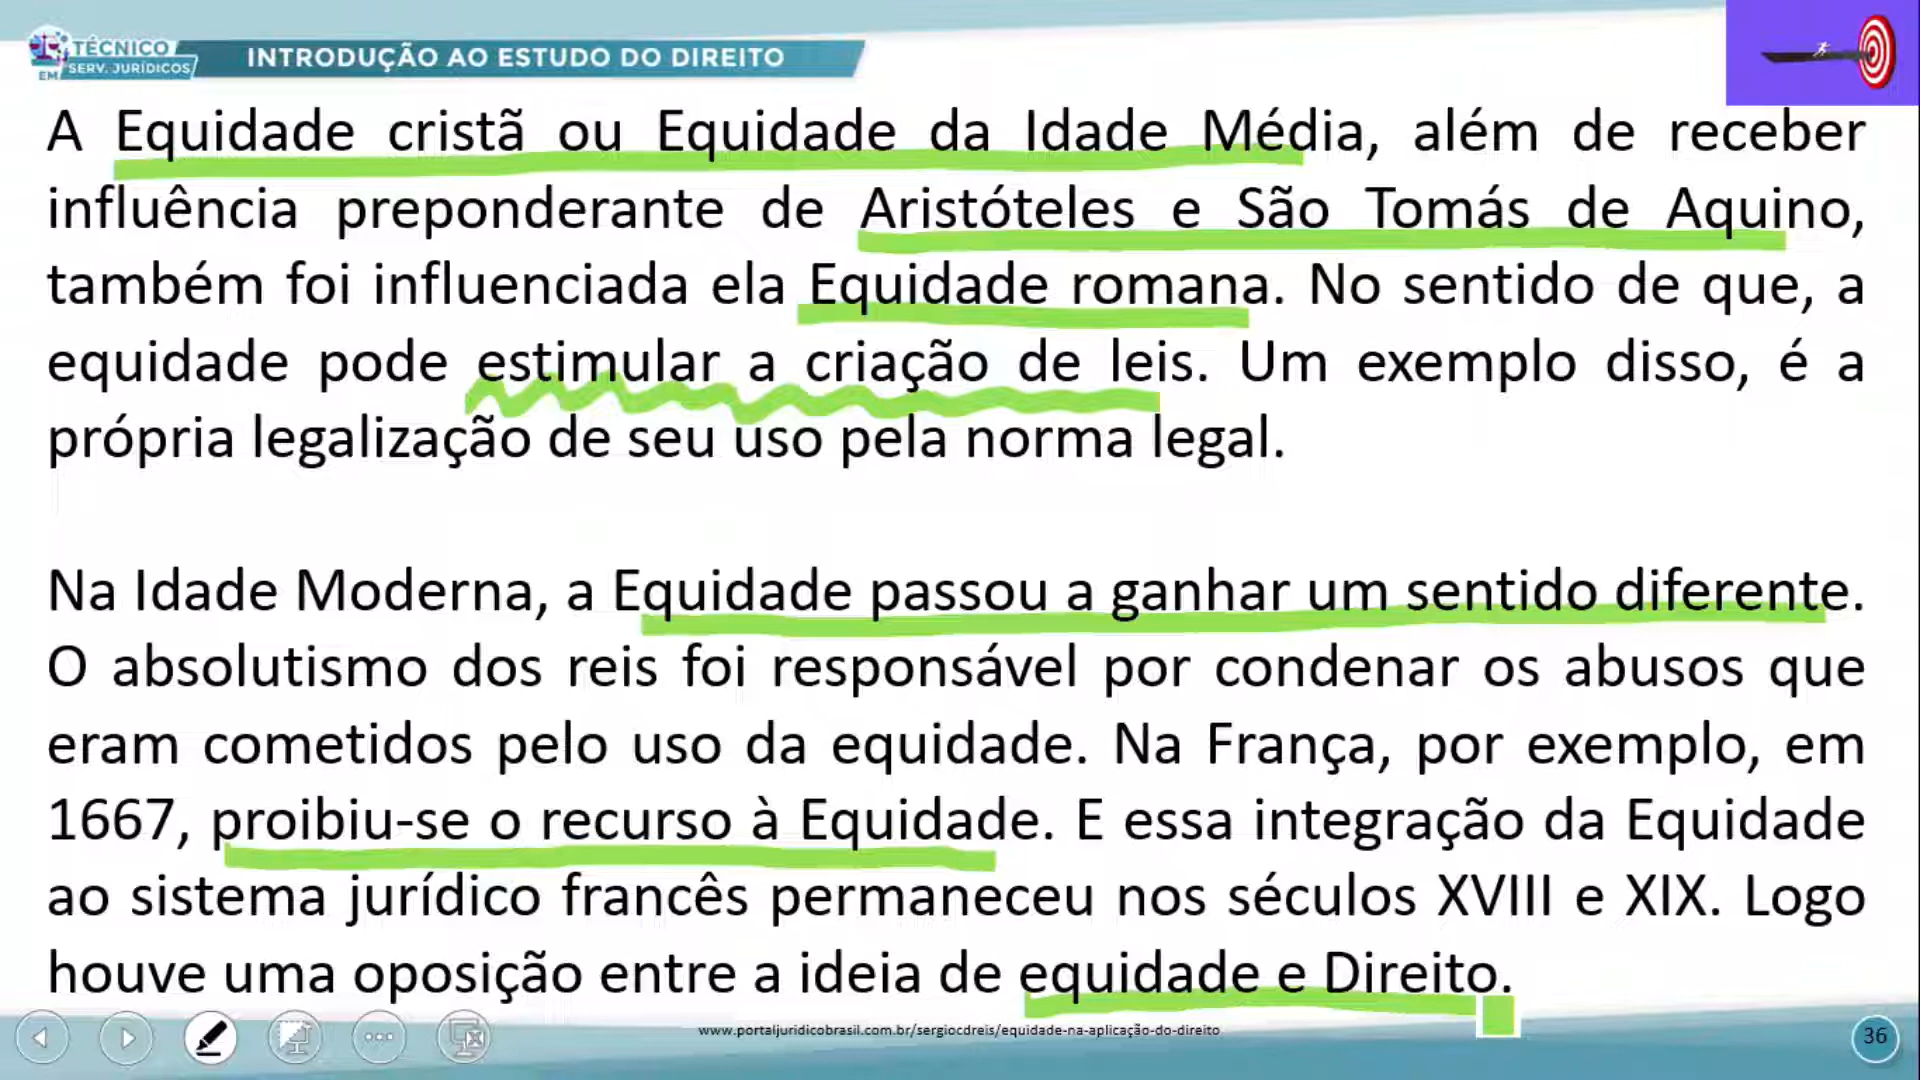 TÉCNICO
EM SERV. JURÍDICOS
INTRODUÇÃO AO ESTUDO DO DIREITO
A Equidade cristã ou Equidade da Idade Média, além de receber
influência preponderante de Aristóteles e São Tomás de Aquino,
também foi influenciada ela Equidade romana. No sentido de que, a
equidade pode estimular a criação de leis. Um exemplo disso, é a
própria legalização de seu uso pela norma legal.
Na Idade Moderna, a Equidade passou a ganhar um sentido diferente.
O absolutismo dos reis foi responsável por condenar os abusos que
eram cometidos pelo uso da equidade. Na França, por exemplo, em
1667, proibiu-se o recurso à Equidade. E essa integração da Equidade
ao sistema jurídico francês permaneceu nos séculos XVIII e XIX. Logo
houve uma oposição entre a ideia de equidade e Direito.
www.portaljuridicobrasil.com.br/sergiocdreis/equidade-na-aplicação-do-direito
36